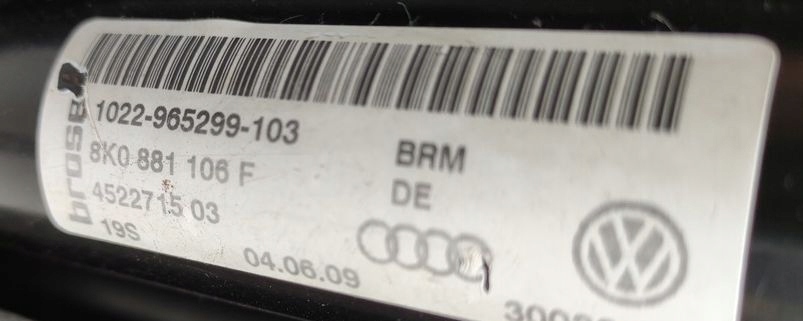 brose
1022-965299-103
8K0 881 106 F
4522715 03
19S
04.06.09
BRM
DE